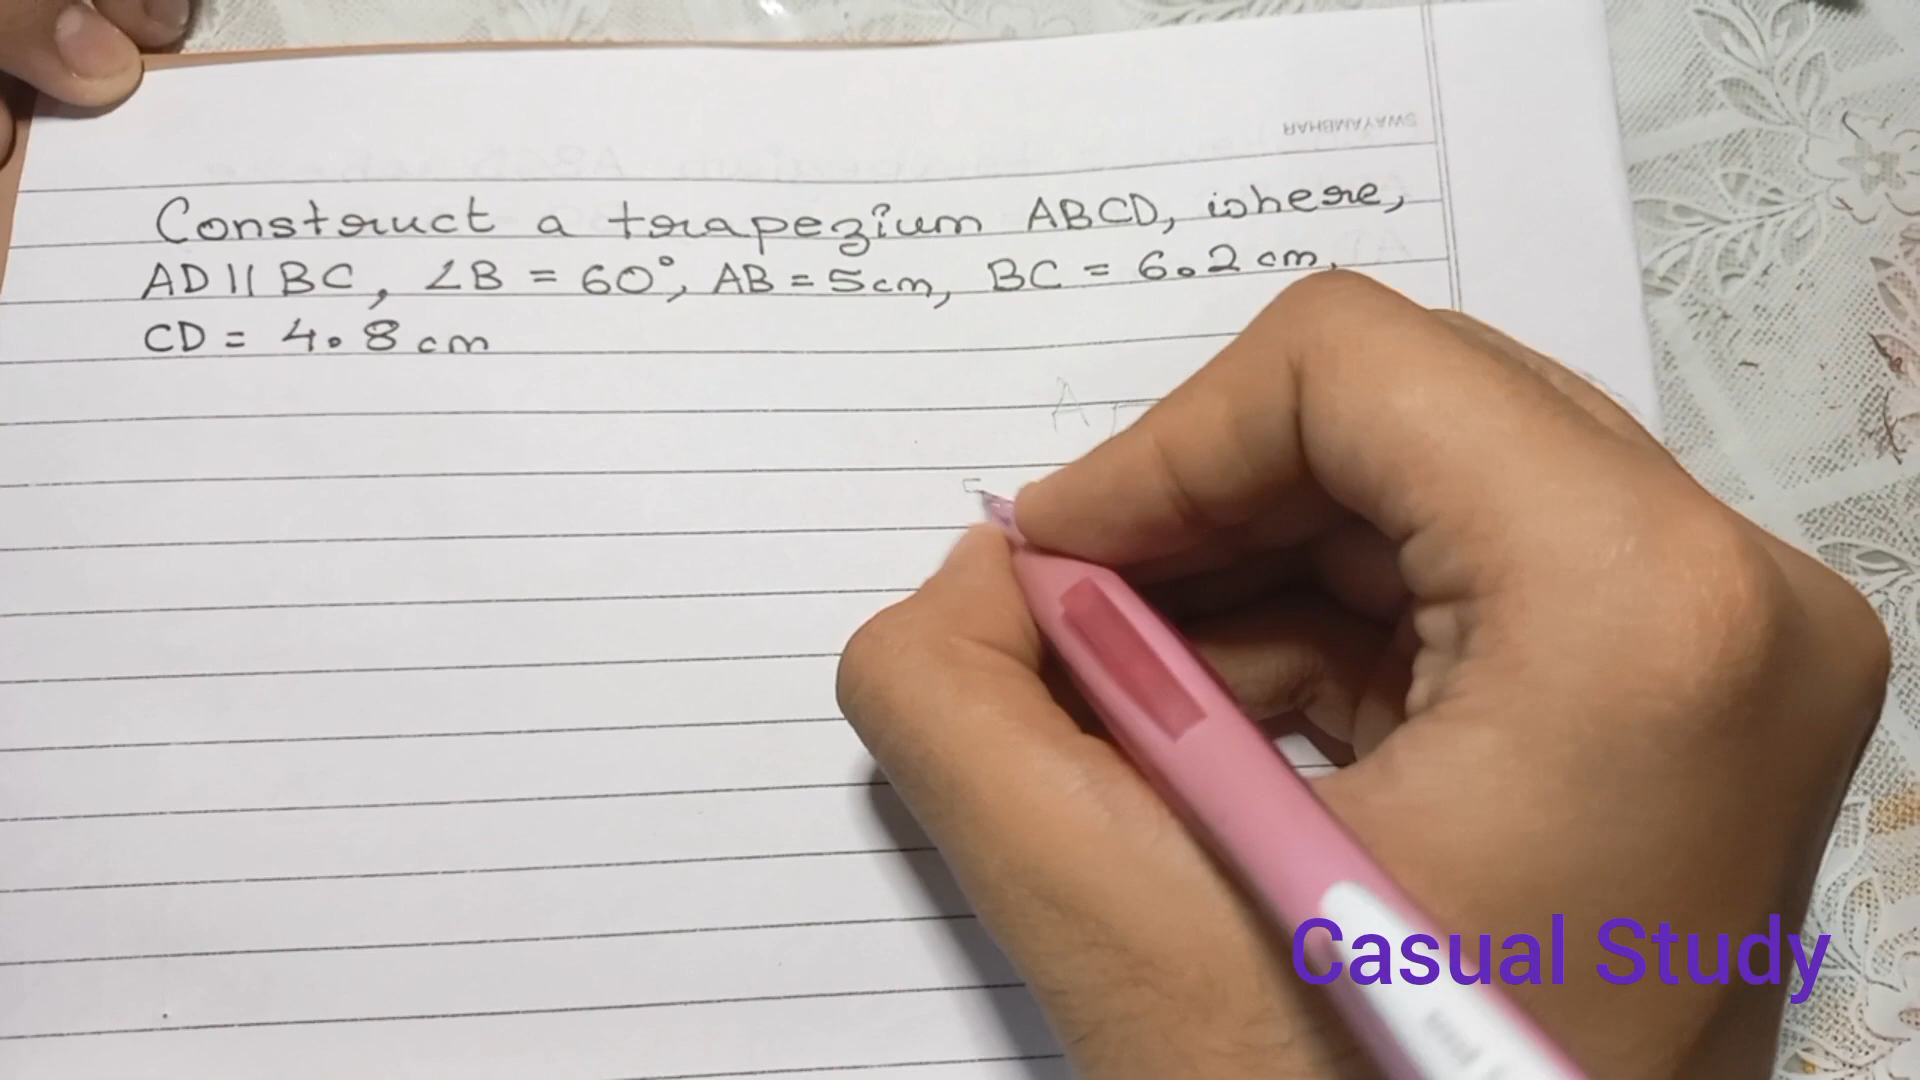 SWAYAMBHAR
Construct a trapezium ABCD, where,
AD || BC, ∠B = 60°, AB = 5cm, BC = 6.2 cm,
CD = 4.8 cm
A
5
Casual Study